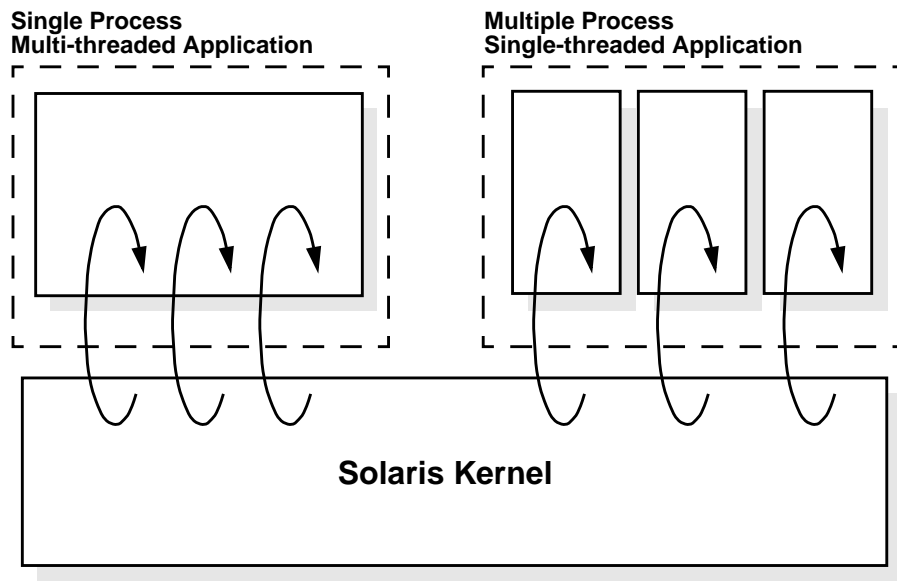 Single Process
Multi-threaded Application
Multiple Process
Single-threaded Application
Solaris Kernel